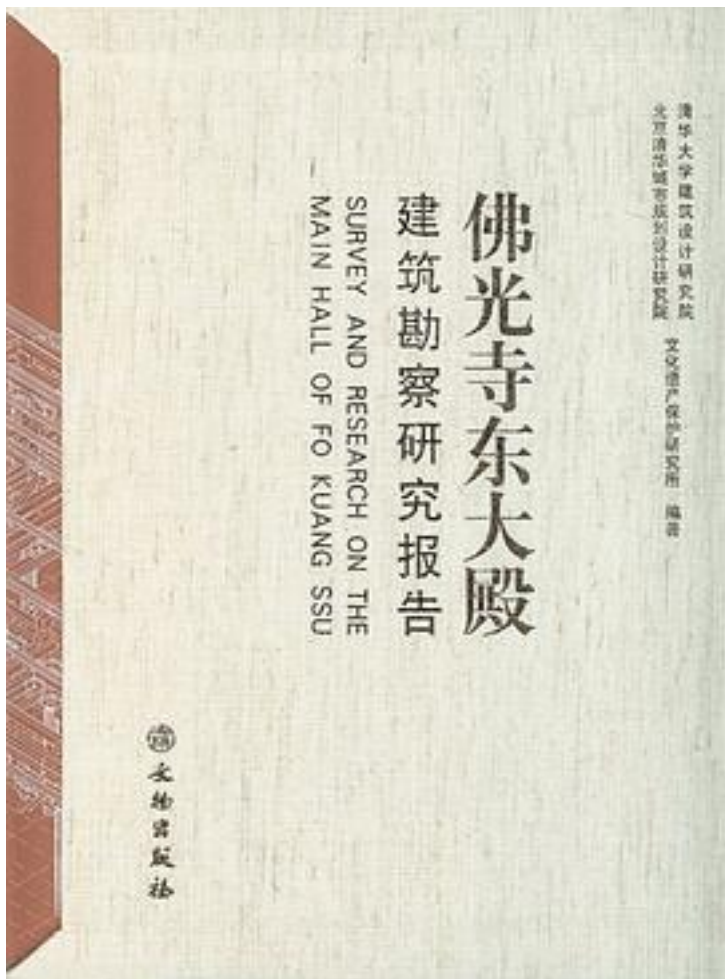 清华大学建筑设计研究院
北京清华城市规划设计研究院
文化遗产保护研究所 编著
佛光寺东大殿
建筑勘察研究报告
SURVEY AND RESEARCH ON THE
MAIN HALL OF FO KUANG SSU
文物出版社